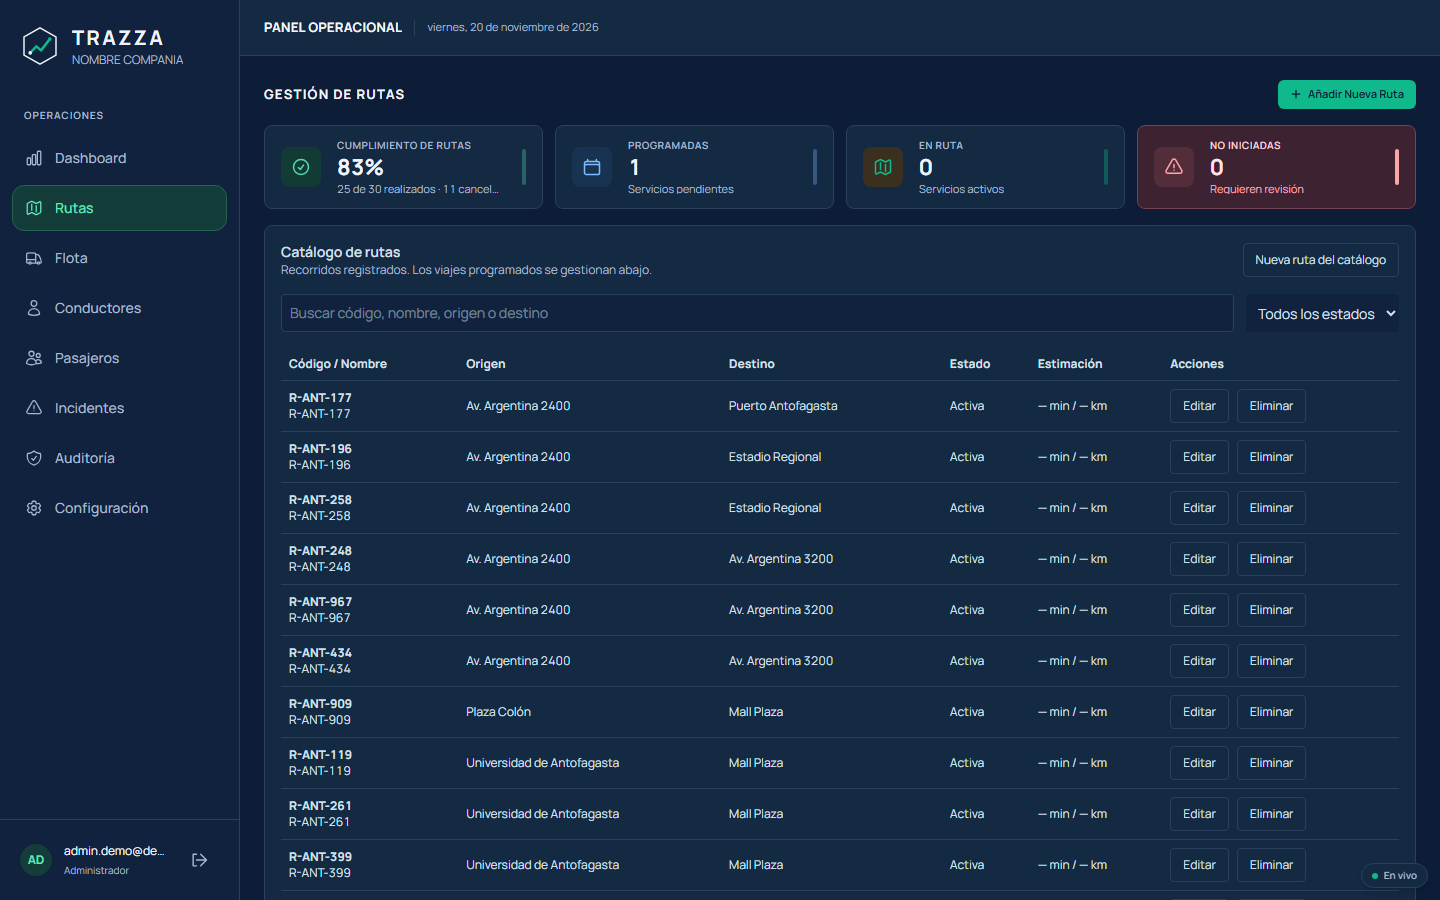 TRAZZA
NOMBRE COMPANIA
OPERACIONES
Dashboard
Rutas
Flota
Conductores
Pasajeros
Incidentes
Auditoría
Configuración
AD
admin.demo@de...
Administrador
PANEL OPERACIONAL
viernes, 20 de noviembre de 2026
GESTIÓN DE RUTAS
+ Añadir Nueva Ruta
CUMPLIMIENTO DE RUTAS
83%
25 de 30 realizados · 11 cancel...
PROGRAMADAS
1
Servicios pendientes
EN RUTA
0
Servicios activos
NO INICIADAS
0
Requieren revisión
Catálogo de rutas
Recorridos registrados. Los viajes programados se gestionan abajo.
Nueva ruta del catálogo
Buscar código, nombre, origen o destino
Todos los estados
Código / Nombre Origen Destino Estado Estimación Acciones
R-ANT-177
R-ANT-177
Av. Argentina 2400 Puerto Antofagasta Activa — min / — km Editar Eliminar
R-ANT-196
R-ANT-196
Av. Argentina 2400 Estadio Regional Activa — min / — km Editar Eliminar
R-ANT-258
R-ANT-258
Av. Argentina 2400 Estadio Regional Activa — min / — km Editar Eliminar
R-ANT-248
R-ANT-248
Av. Argentina 2400 Av. Argentina 3200 Activa — min / — km Editar Eliminar
R-ANT-967
R-ANT-967
Av. Argentina 2400 Av. Argentina 3200 Activa — min / — km Editar Eliminar
R-ANT-434
R-ANT-434
Av. Argentina 2400 Av. Argentina 3200 Activa — min / — km Editar Eliminar
R-ANT-909
R-ANT-909
Plaza Colón Mall Plaza Activa — min / — km Editar Eliminar
R-ANT-119
R-ANT-119
Universidad de Antofagasta Mall Plaza Activa — min / — km Editar Eliminar
R-ANT-261
R-ANT-261
Universidad de Antofagasta Mall Plaza Activa — min / — km Editar Eliminar
R-ANT-399
R-ANT-399
Universidad de Antofagasta Mall Plaza Activa — min / — km Editar Eliminar
En vivo